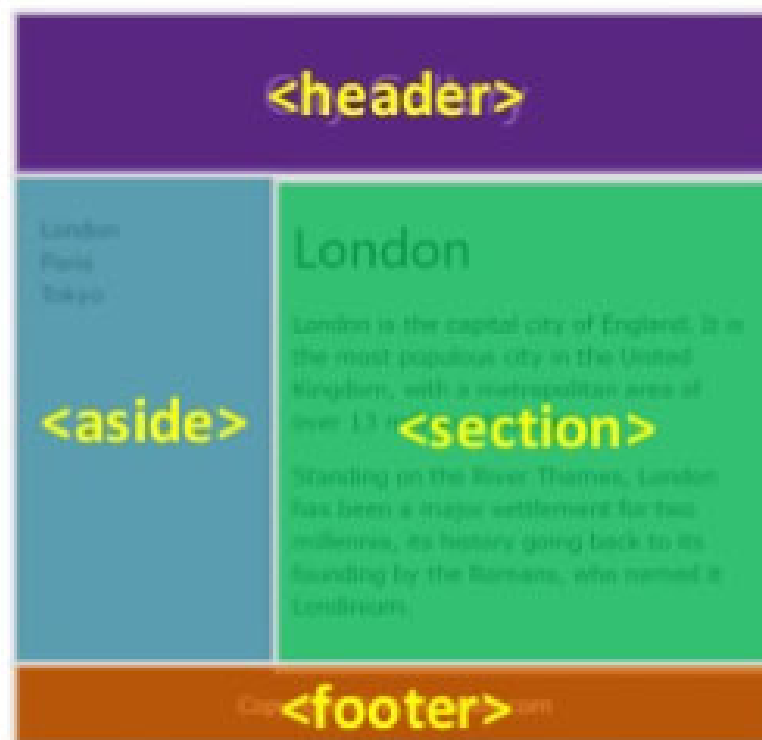 <header>
London
Paris
Tokyo
<aside>
London
London is the capital city of England. It is
the most populous city in the United
Kingdom, with a metropolitan area of
over 13
<section>
Standing on the River Thames, London
has been a major settlement for two
millennia, its history going back to its
founding by the Romans, who named it
Londinium.
<footer>